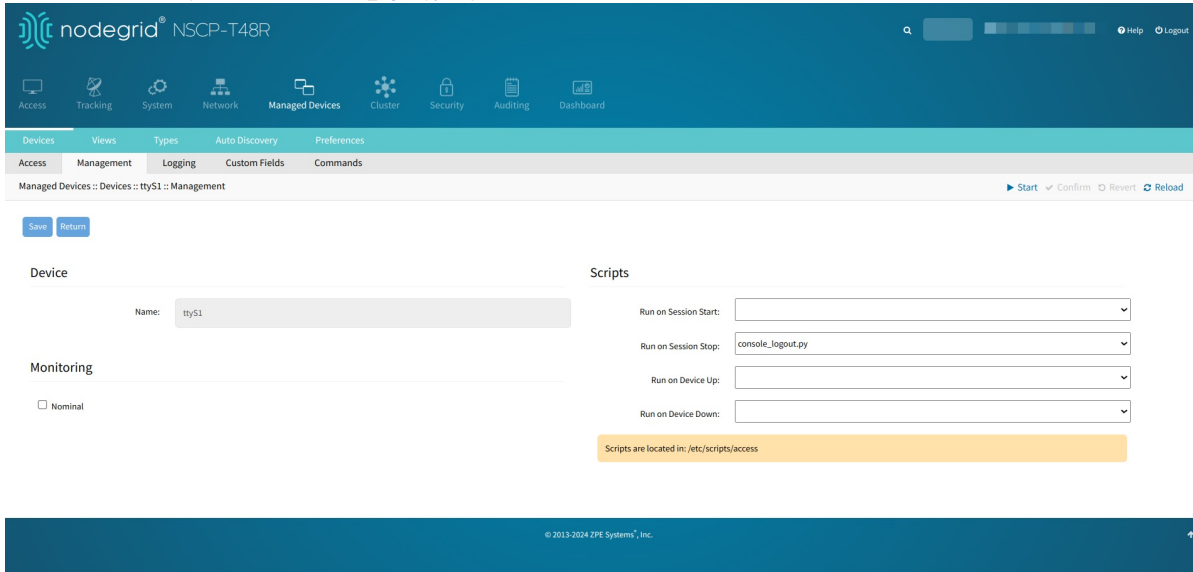 nodegrid® NSCP-T48R
Help Logout
Access Tracking System Network Managed Devices Cluster Security Auditing Dashboard
Devices Views Types Auto Discovery Preferences
Access Management Logging Custom Fields Commands
Managed Devices :: Devices :: ttyS1 :: Management
Start Confirm Revert Reload
Save Return
Device
Name: ttyS1
Monitoring
Nominal
Scripts
Run on Session Start:
Run on Session Stop: console_logout.py
Run on Device Up:
Run on Device Down:
Scripts are located in: /etc/scripts/access
© 2013-2024 ZPE Systems®, Inc.